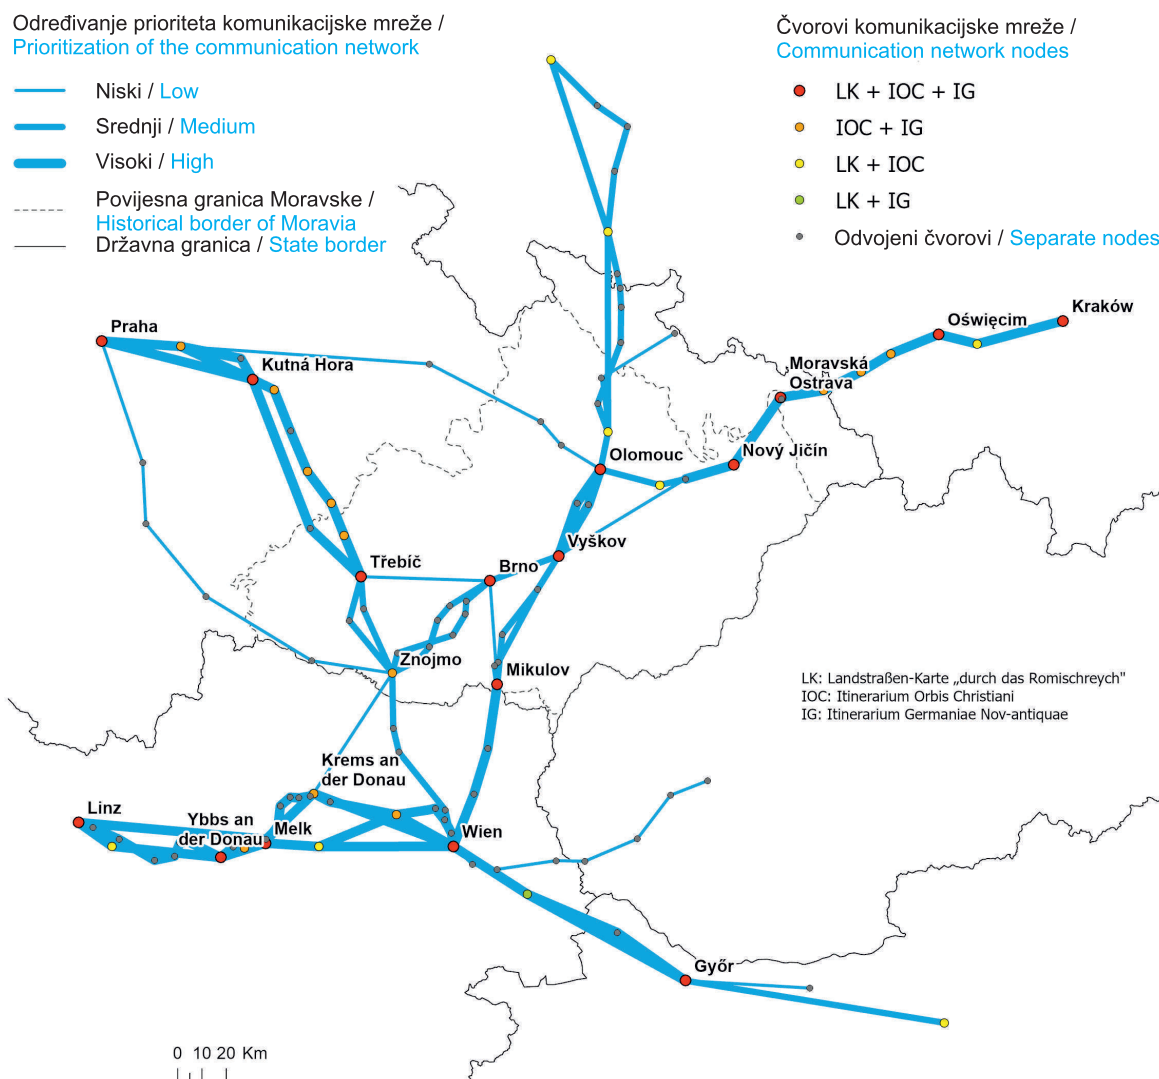 Određivanje prioriteta komunikacijske mreže /
Prioritization of the communication network
Niski / Low
Srednji / Medium
Visoki / High
Povijesna granica Moravske /
Historical border of Moravia
Državna granica / State border
Čvorovi komunikacijske mreže /
Communication network nodes
LK + IOC + IG
IOC + IG
LK + IOC
LK + IG
Odvojeni čvorovi / Separate nodes
Praha
Kutná Hora
Oświęcim
Kraków
Moravská
Ostrava
Olomouc
Nový Jičín
Vyškov
Třebíč
Brno
Znojmo
Mikulov
LK: Landstraßen-Karte „durch das Romischreych"
IOC: Itinerarium Orbis Christiani
IG: Itinerarium Germaniae Nov-antiquae
Krems an
der Donau
Linz
Ybbs an
der Donau
Melk
Wien
Győr
0 10 20 Km